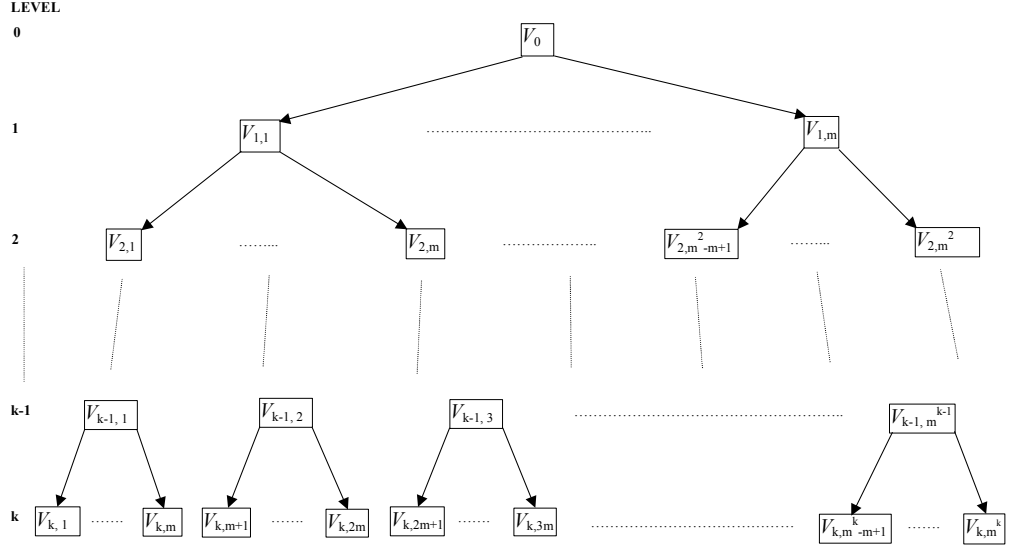 LEVEL
0 V₀
1 V₁,₁ ........ V₁,ₘ
2 V₂,₁ ........ V₂,ₘ ........ V₂,ₘ²₋ₘ₊₁ ........ V₂,ₘ²
k-1 Vₖ₋₁, ₁ Vₖ₋₁, ₂ Vₖ₋₁, ₃ ........ Vₖ₋₁, ₘᵏ⁻¹
k Vₖ, ₁ ........ Vₖ,ₘ Vₖ,ₘ₊₁ ........ Vₖ,₂ₘ Vₖ,₂ₘ₊₁ ........ Vₖ,₃ₘ ........ Vₖ,ₘᵏ₋ₘ₊₁ ........ Vₖ,ₘᵏ